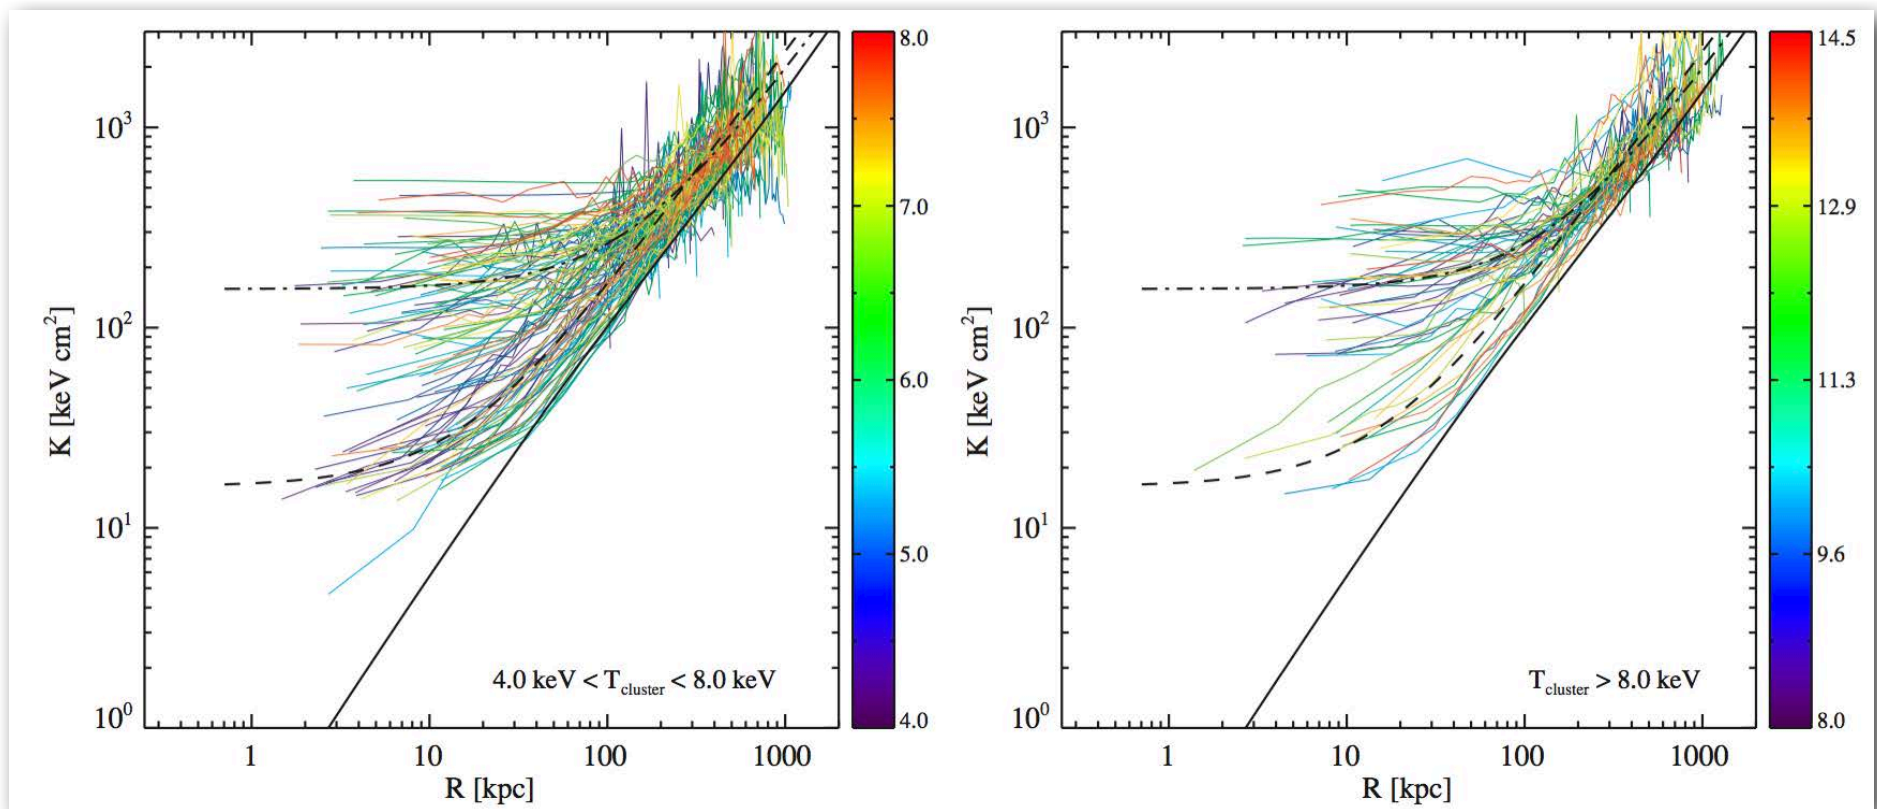 10³
10²
10¹
10⁰
K [keV cm²]
1 10 100 1000
R [kpc]
4.0 keV < T_cluster < 8.0 keV
8.0
7.0
6.0
5.0
4.0
10³
10²
10¹
10⁰
K [keV cm²]
1 10 100 1000
R [kpc]
T_cluster > 8.0 keV
14.5
12.9
11.3
9.6
8.0